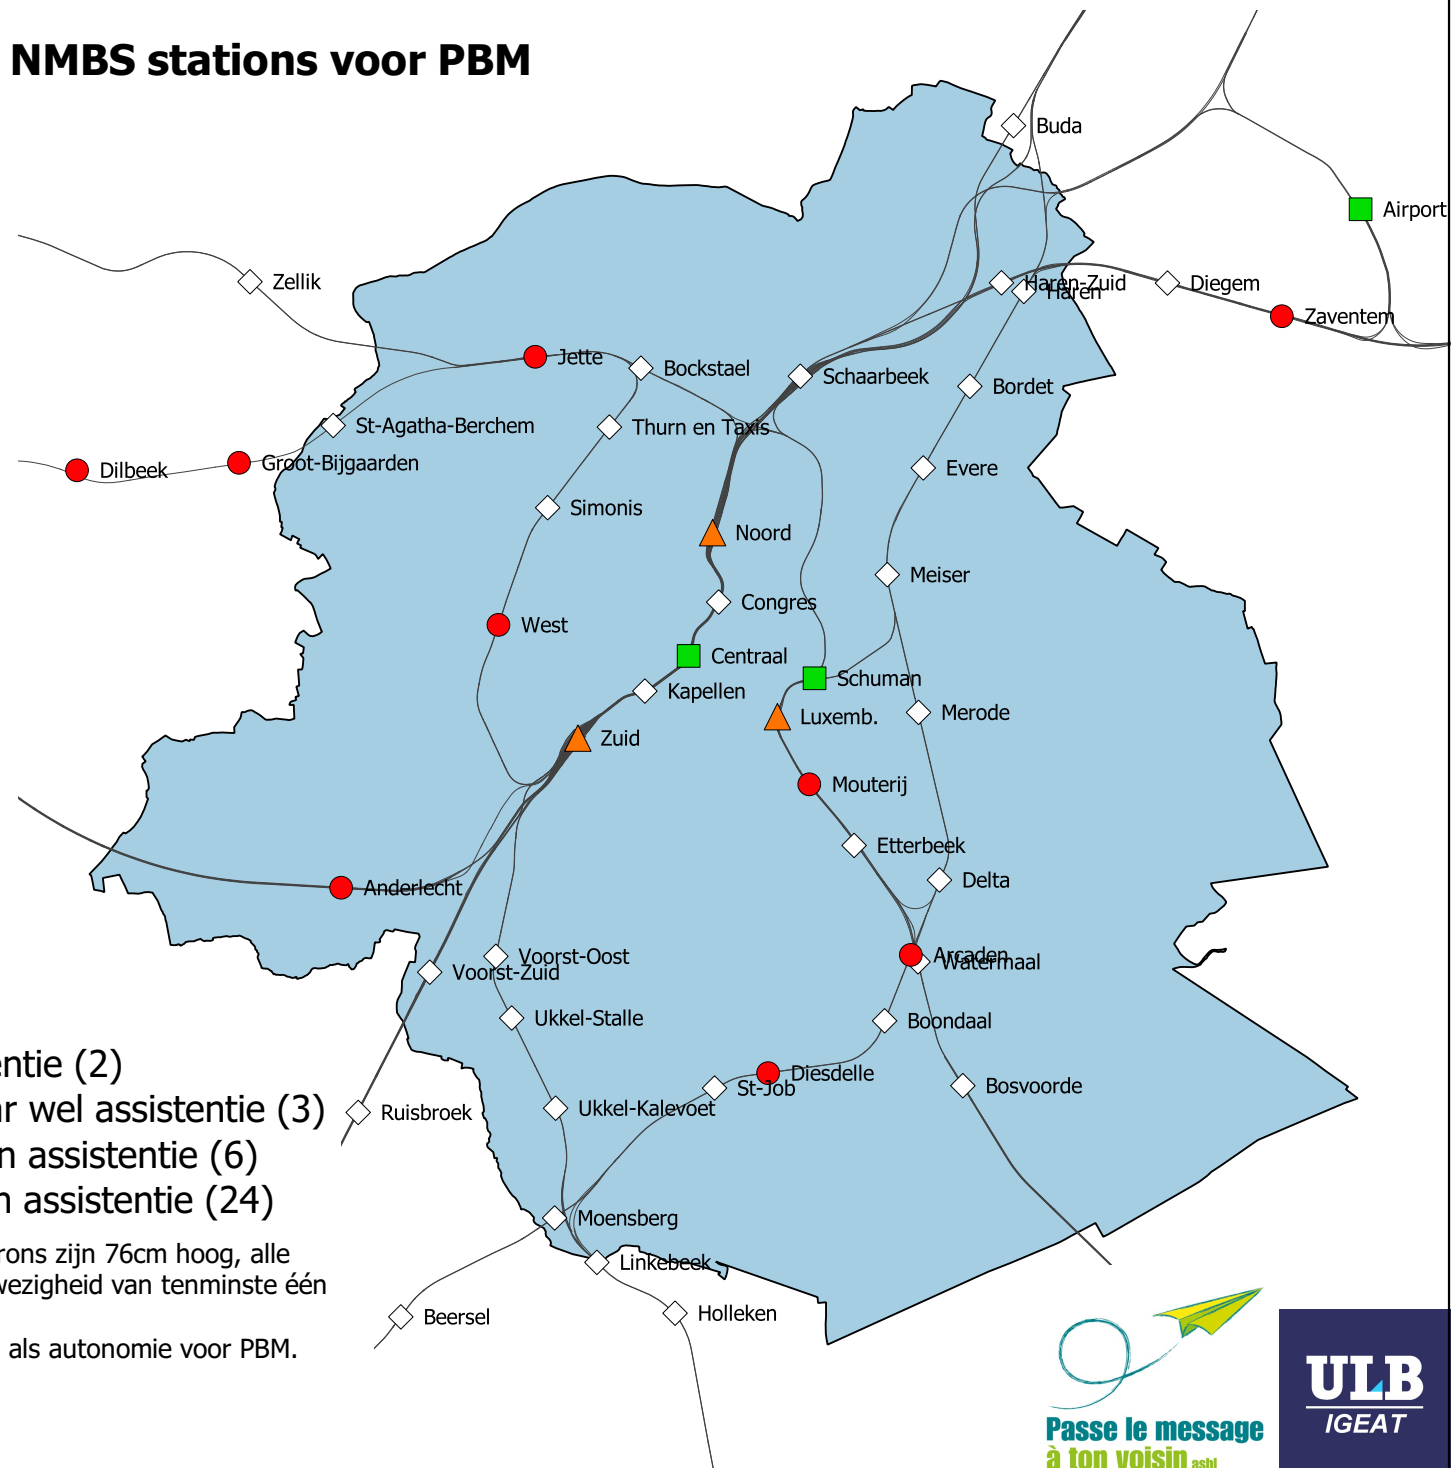 NMBS stations voor PBM
Buda
Airport
Zellik
Haren-Zuid
Haren
Diegem
Zaventem
Jette
Bockstael
Schaarbeek
Bordet
St-Agatha-Berchem
Thurn en Taxis
Groot-Bijgaarden
Dilbeek
Evere
Simonis
Noord
Meiser
Congres
West
Centraal
Schuman
Kapellen
Merode
Luxemb.
Zuid
Mouterij
Etterbeek
Delta
Anderlecht
Arcaden
Watermaal
Voorst-Oost
Voorst-Zuid
Ukkel-Stalle
Boondaal
Diesdelle
St-Job
Bosvoorde
Ukkel-Kalevoet
Ruisbroek
Moensberg
Linkebeek
Beersel
Holleken
entie (2)
ar wel assistentie (3)
n assistentie (6)
n assistentie (24)
rons zijn 76cm hoog, alle
wezigheid van tenminste één
als autonomie voor PBM.
Passe le message
à ton voisin asbl
ULB
IGEAT